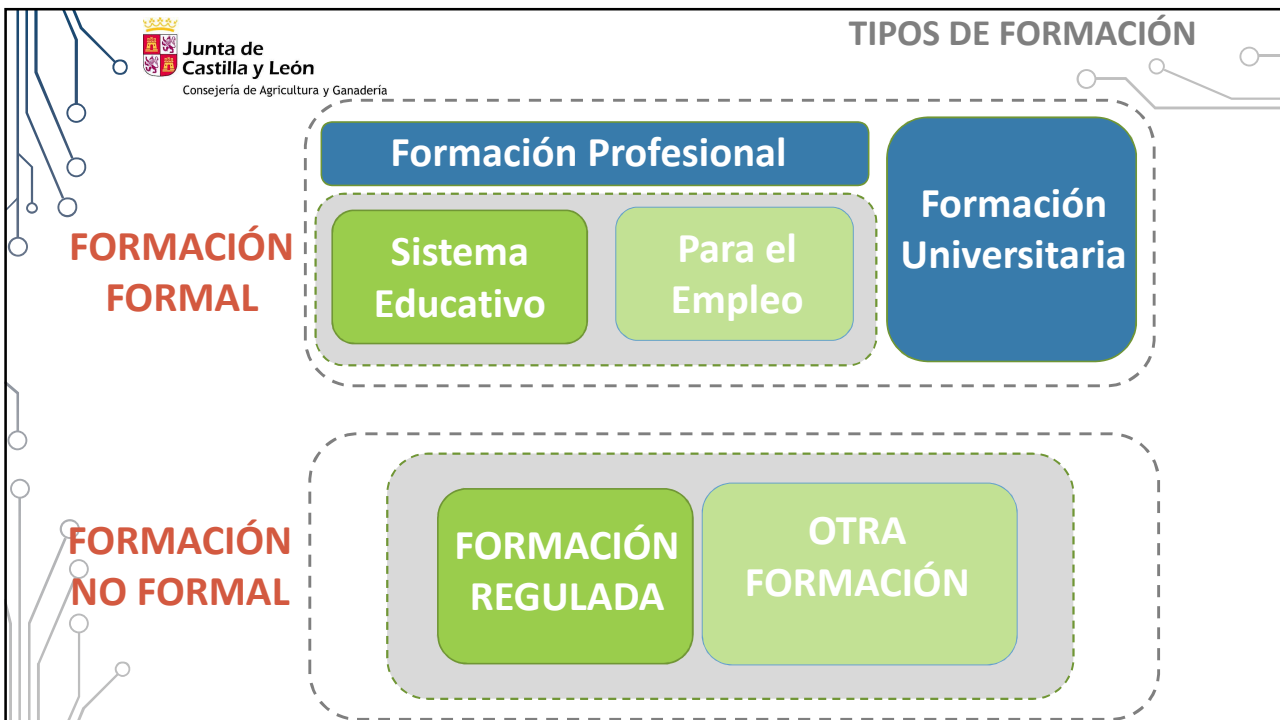 Junta de
Castilla y León
Consejería de Agricultura y Ganadería
TIPOS DE FORMACIÓN
FORMACIÓN
FORMAL
Formación Profesional
Sistema
Educativo
Para el
Empleo
Formación
Universitaria
FORMACIÓN
NO FORMAL
FORMACIÓN
REGULADA
OTRA
FORMACIÓN